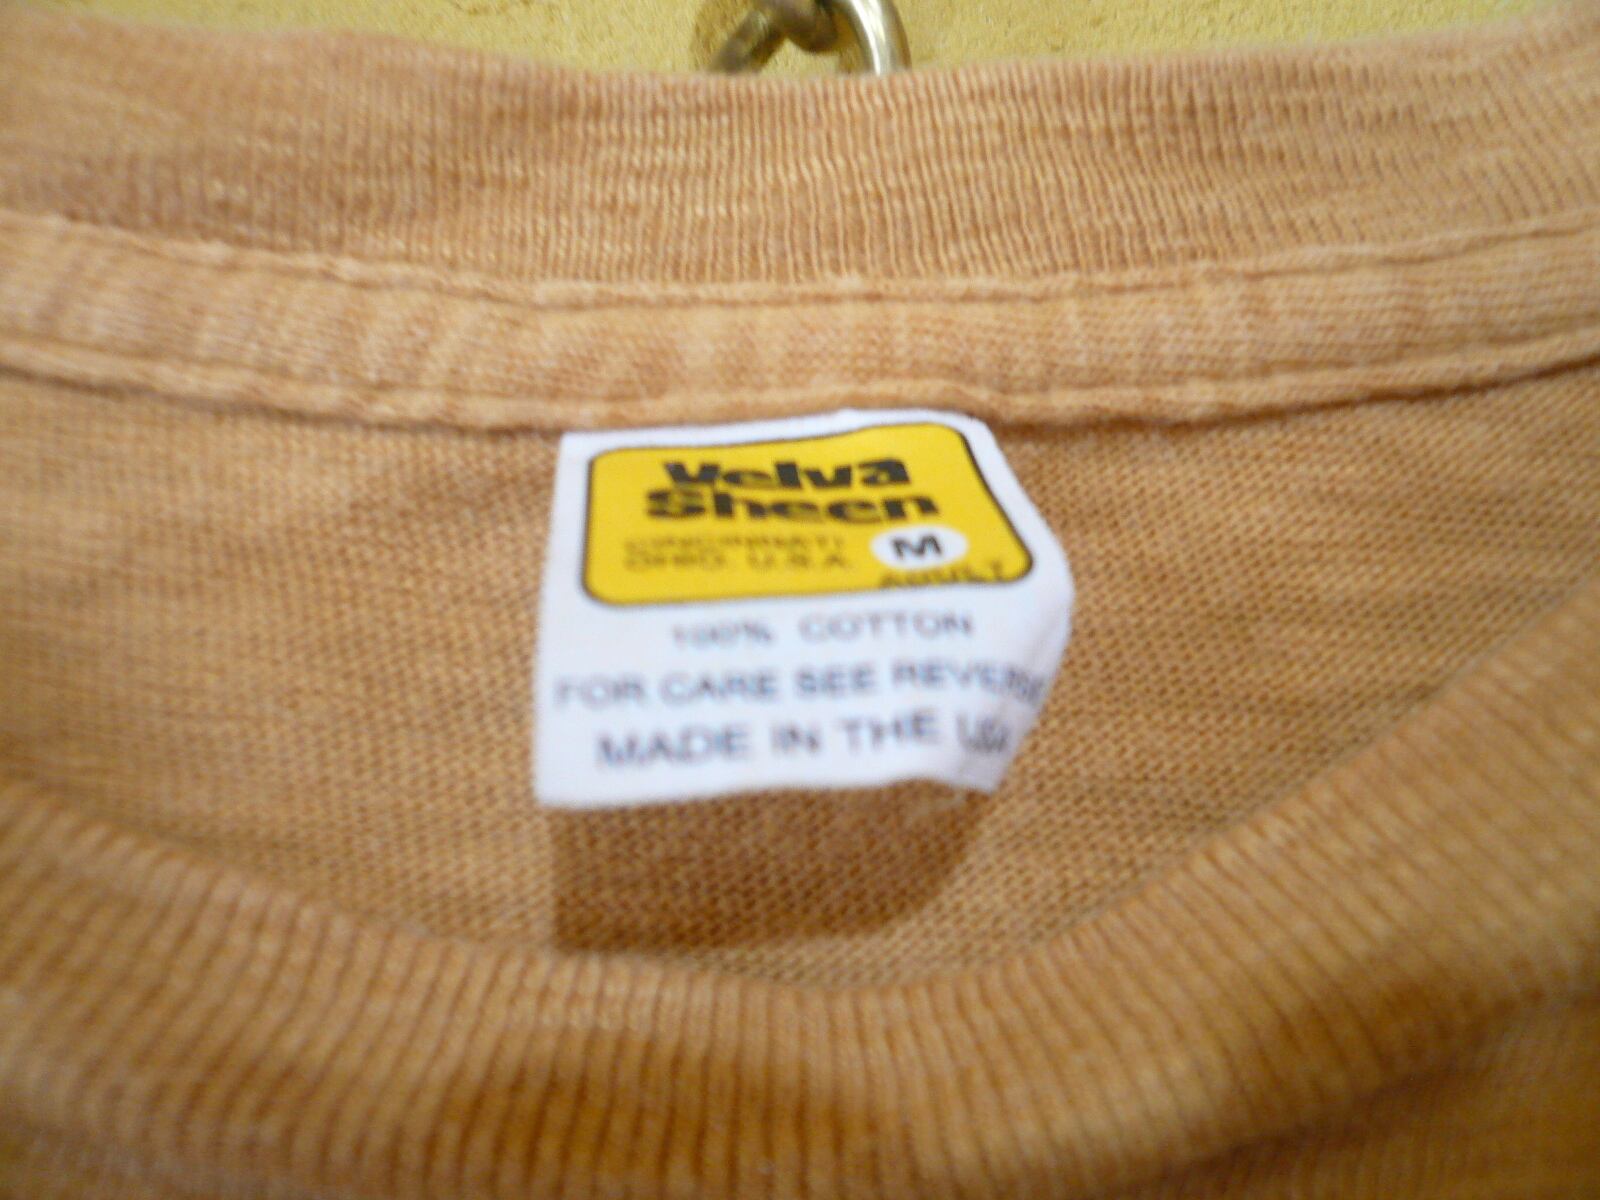 Velva
Sheen
CINCINNATI
OHIO, U.S.A.
M
ADULT
100% COTTON
FOR CARE SEE REVERSE
MADE IN THE USA